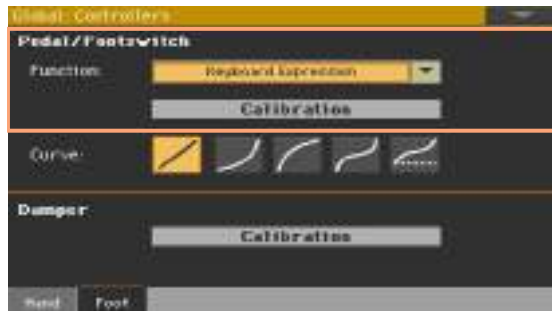 Global: Controllers
Pedal/Footswitch
Function:
Keyboard Expression
Calibration
Curve:
Damper
Calibration
Hand
Foot